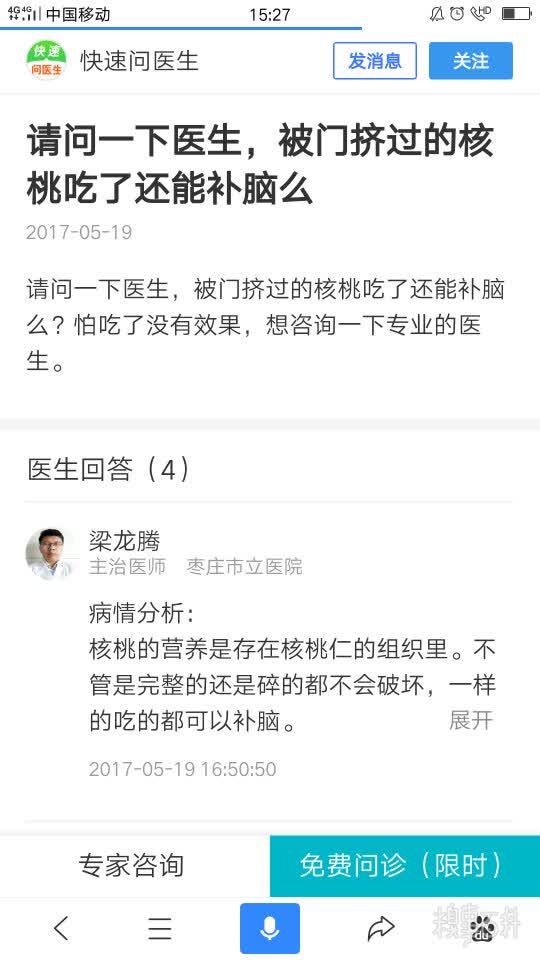 4G 4G 中国移动 15:27 HD
快速问医生 快速问医生 发消息 关注
请问一下医生，被门挤过的核
桃吃了还能补脑么
2017-05-19
请问一下医生，被门挤过的核桃吃了还能补脑
么？怕吃了没有效果，想咨询一下专业的医
生。
医生回答（4）
梁龙腾
主治医师 枣庄市立医院
病情分析：
核桃的营养是存在核桃仁的组织里。不
管是完整的还是碎的都不会破坏，一样
的吃的都可以补脑。 展开
2017-05-19 16:50:50
专家咨询 免费问诊（限时）
du